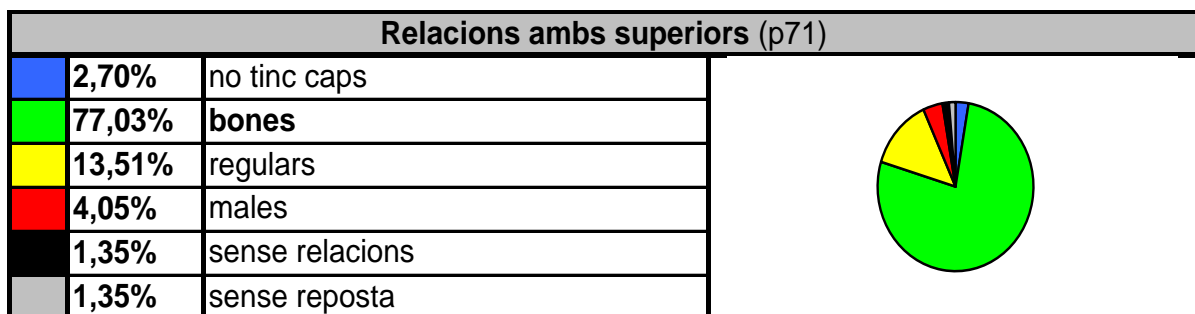 Relacions ambs superiors (p71)
2,70% no tinc caps
77,03% bones
13,51% regulars
4,05% males
1,35% sense relacions
1,35% sense reposta